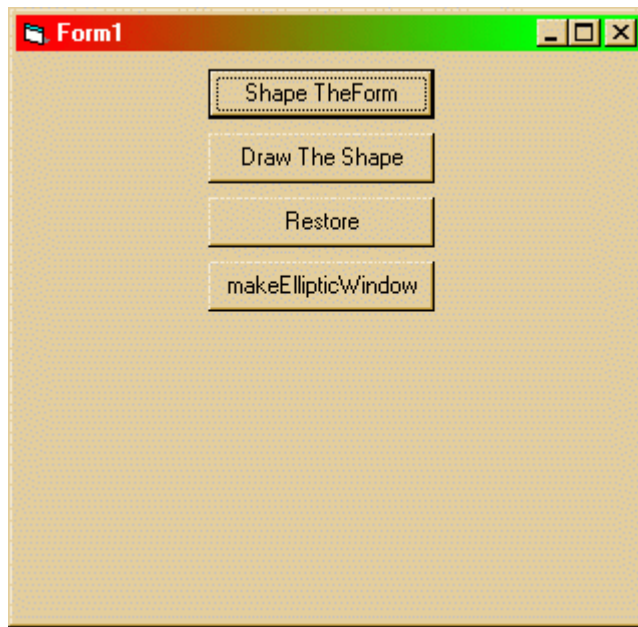 Form1
Shape TheForm
Draw The Shape
Restore
makeEllipticWindow